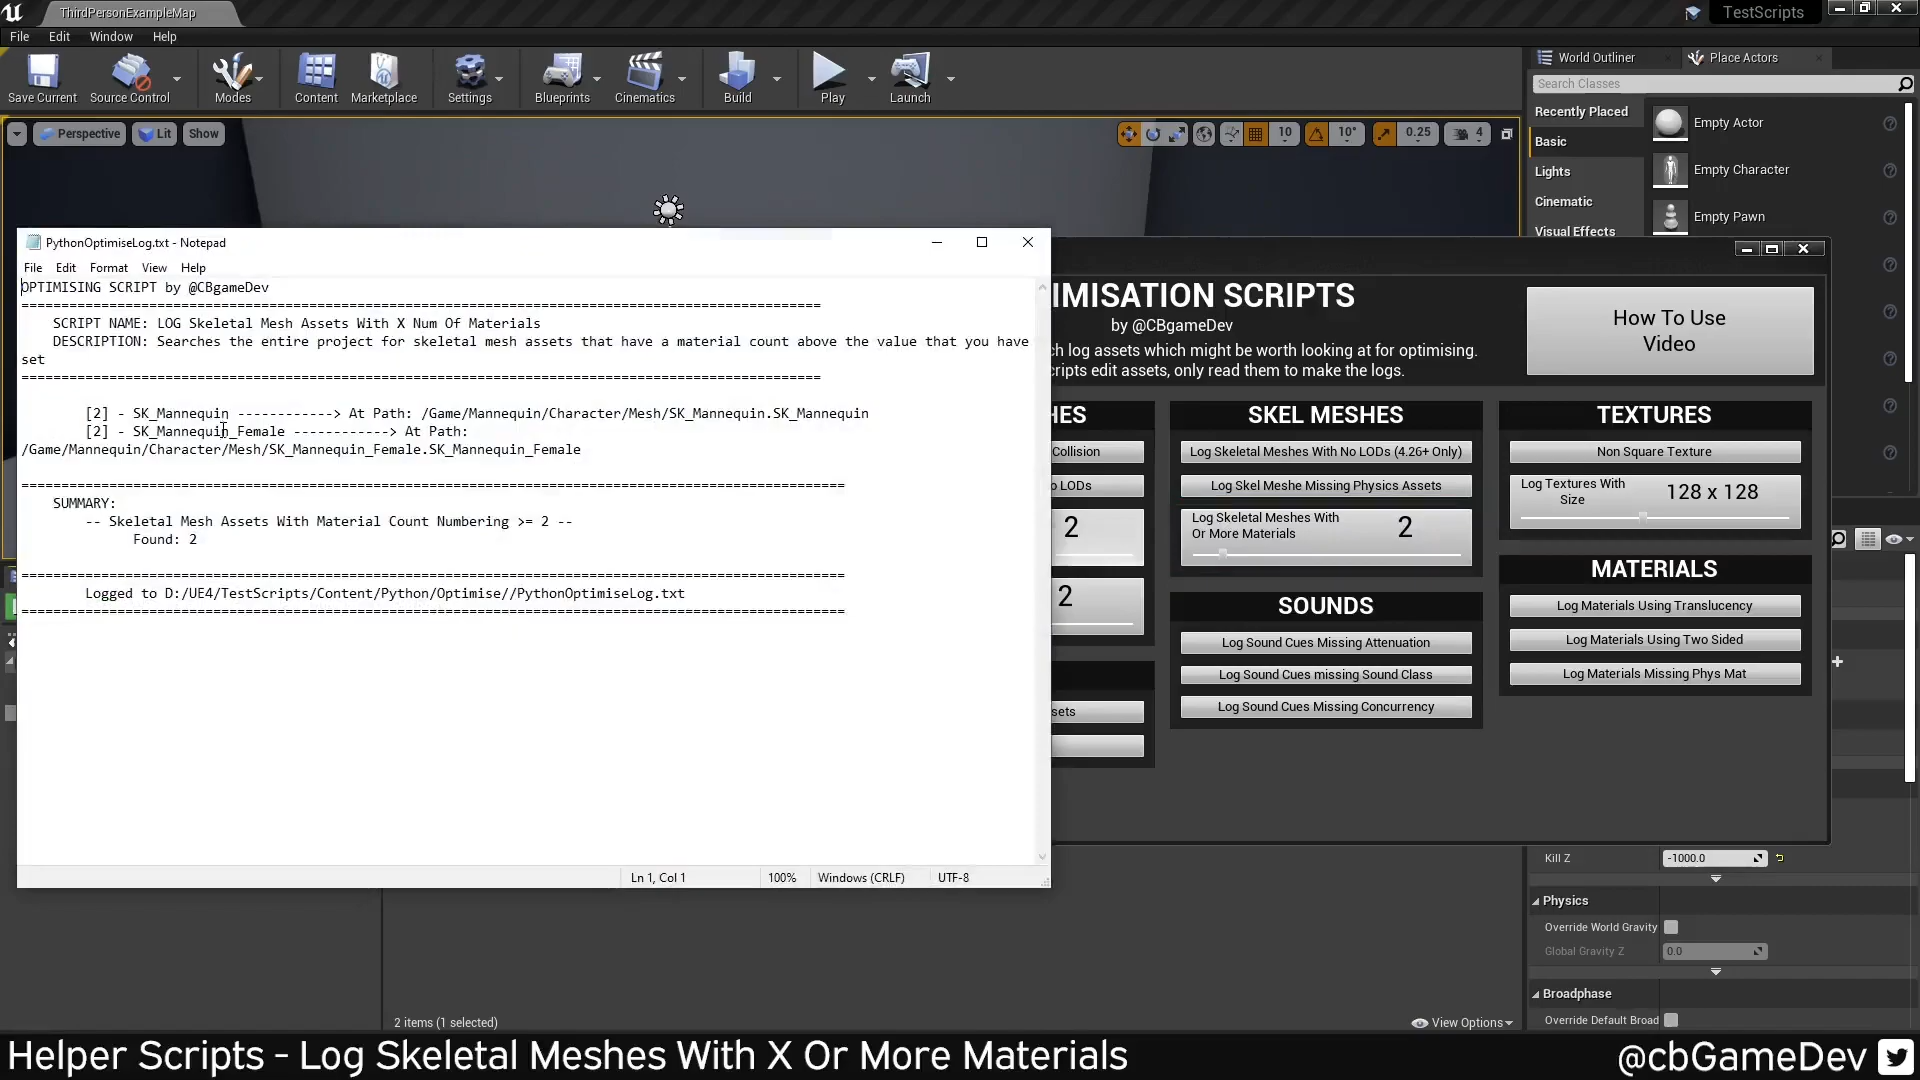 ThirdPersonExampleMap
TestScripts
File Edit Window Help
Save Current Source Control Modes Content Marketplace Settings Blueprints Cinematics Build Play Launch
World Outliner Place Actors
Search Classes
Recently Placed
Basic
Lights
Cinematic
Visual Effects
Empty Actor
Empty Character
Empty Pawn
Perspective Lit Show
10 10° 0.25 4
PythonOptimiseLog.txt - Notepad
File Edit Format View Help
OPTIMISING SCRIPT by @CBgameDev
====================================================================================================
SCRIPT NAME: LOG Skeletal Mesh Assets With X Num Of Materials
DESCRIPTION: Searches the entire project for skeletal mesh assets that have a material count above the value that you have
set
====================================================================================================
[2] - SK_Mannequin ------------> At Path: /Game/Mannequin/Character/Mesh/SK_Mannequin.SK_Mannequin
[2] - SK_Mannequin_Female ------------> At Path:
/Game/Mannequin/Character/Mesh/SK_Mannequin_Female.SK_Mannequin_Female
=======================================================================================================
SUMMARY:
-- Skeletal Mesh Assets With Material Count Numbering >= 2 --
Found: 2
=======================================================================================================
Logged to D:/UE4/TestScripts/Content/Python/Optimise//PythonOptimiseLog.txt
=======================================================================================================
Ln 1, Col 1 100% Windows (CRLF) UTF-8
IMISATION SCRIPTS
by @CBgameDev
ch log assets which might be worth looking at for optimising.
cripts edit assets, only read them to make the logs.
How To Use
Video
HES
Collision
o LODs
2
2
sets
SKEL MESHES
Log Skeletal Meshes With No LODs (4.26+ Only)
Log Skel Meshe Missing Physics Assets
Log Skeletal Meshes With
Or More Materials
2
SOUNDS
Log Sound Cues Missing Attenuation
Log Sound Cues missing Sound Class
Log Sound Cues Missing Concurrency
TEXTURES
Non Square Texture
Log Textures With
Size
128 x 128
MATERIALS
Log Materials Using Translucency
Log Materials Using Two Sided
Log Materials Missing Phys Mat
Kill Z -1000.0
Physics
Override World Gravity
Global Gravity Z 0.0
Broadphase
Override Default Broad
2 items (1 selected)
View Options
Helper Scripts - Log Skeletal Meshes With X Or More Materials
@cbGameDev